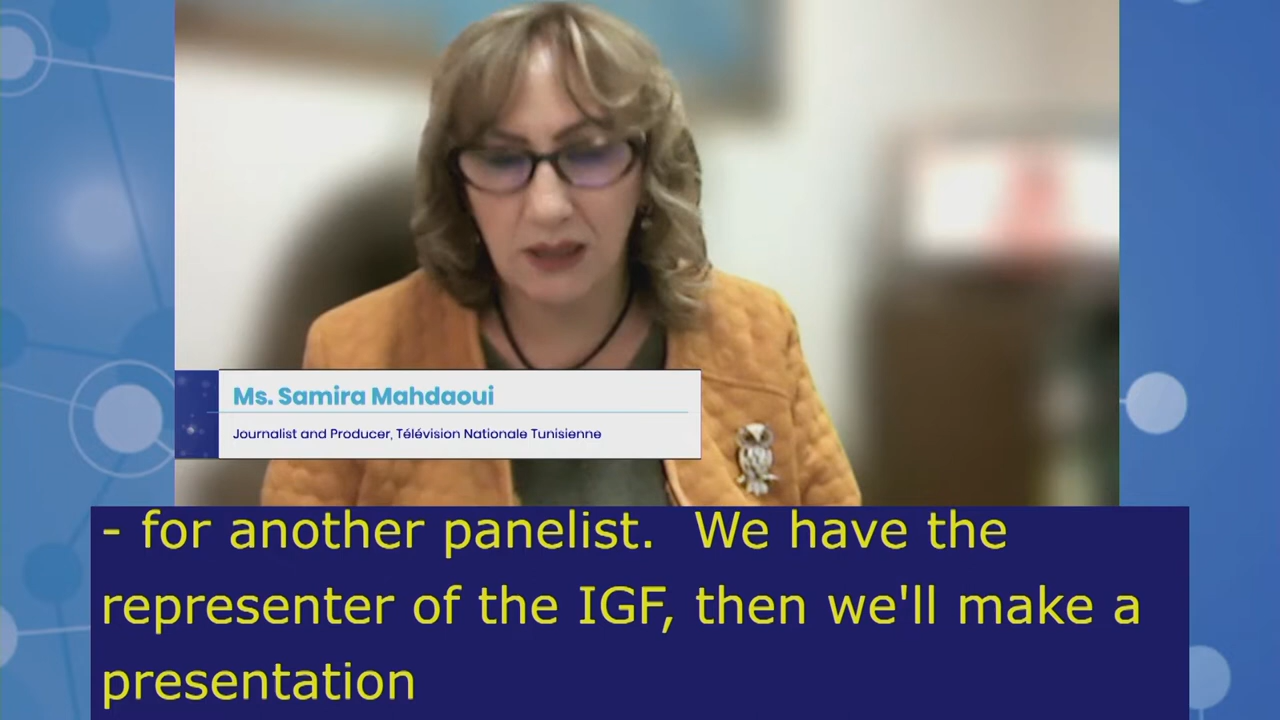 Ms. Samira Mahdaoui
Journalist and Producer, Télévision Nationale Tunisienne
- for another panelist.  We have the
representer of the IGF, then we'll make a
presentation